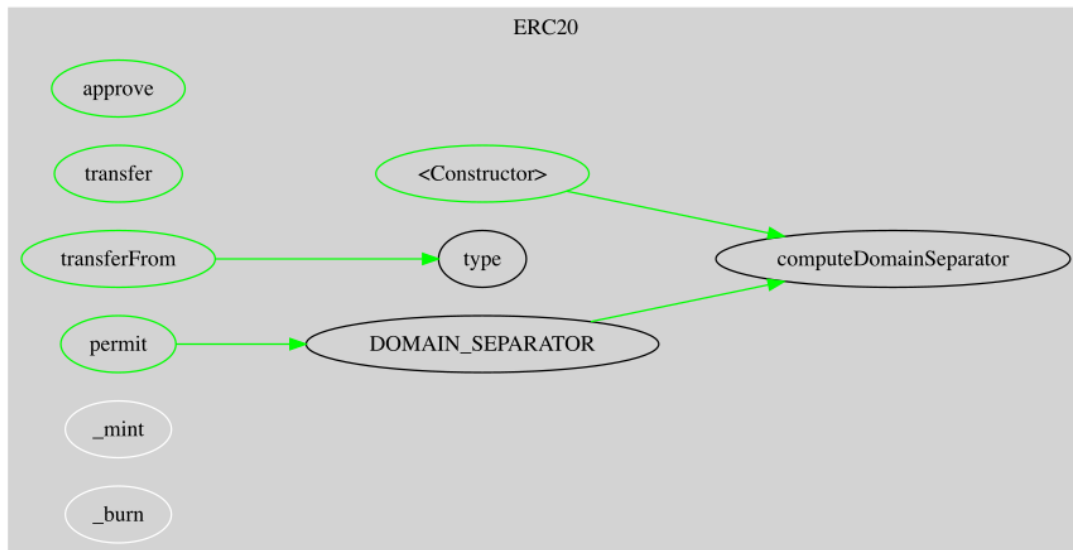 ERC20
approve
transfer
<Constructor>
transferFrom
type
computeDomainSeparator
permit
DOMAIN_SEPARATOR
_mint
_burn